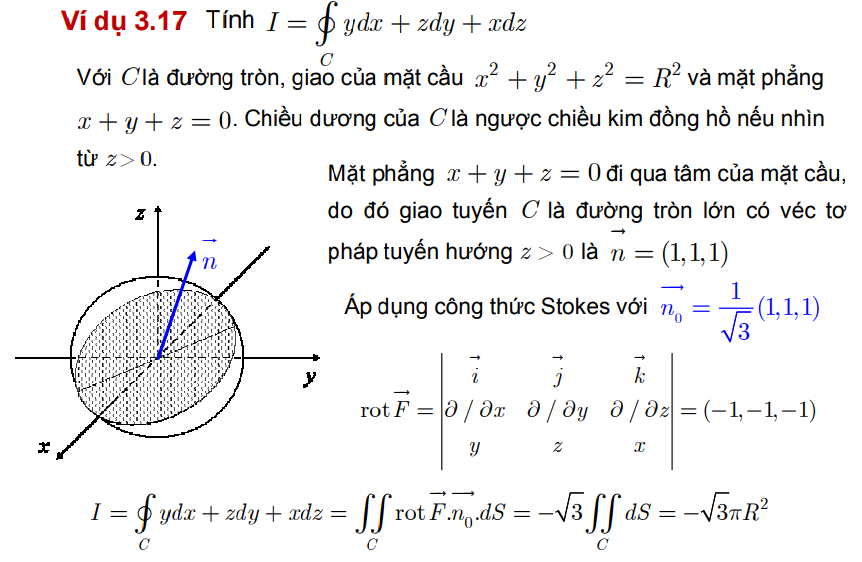 Ví dụ 3.17 Tính $I = \oint_C ydx + zdy + xdz$
Với $C$ là đường tròn, giao của mặt cầu $x^2 + y^2 + z^2 = R^2$ và mặt phẳng
$x + y + z = 0$. Chiều dương của $C$ là ngược chiều kim đồng hồ nếu nhìn
từ $z > 0$.
Mặt phẳng $x + y + z = 0$ đi qua tâm của mặt cầu,
do đó giao tuyến $C$ là đường tròn lớn có véc tơ
pháp tuyến hướng $z > 0$ là $\overrightarrow{n} = (1,1,1)$
z
$\overrightarrow{n}$
y
x
Áp dụng công thức Stokes với $\overrightarrow{n_0} = \frac{1}{\sqrt{3}}(1,1,1)$
$\text{rot}\overrightarrow{F} = \begin{vmatrix} \vec{i} & \vec{j} & \vec{k} \\ \partial / \partial x & \partial / \partial y & \partial / \partial z \\ y & z & x \end{vmatrix} = (-1,-1,-1)$
$I = \oint_C ydx + zdy + xdz = \iint_C \text{rot}\overrightarrow{F}.\overrightarrow{n_0}.dS = -\sqrt{3}\iint_C dS = -\sqrt{3}\pi R^2$